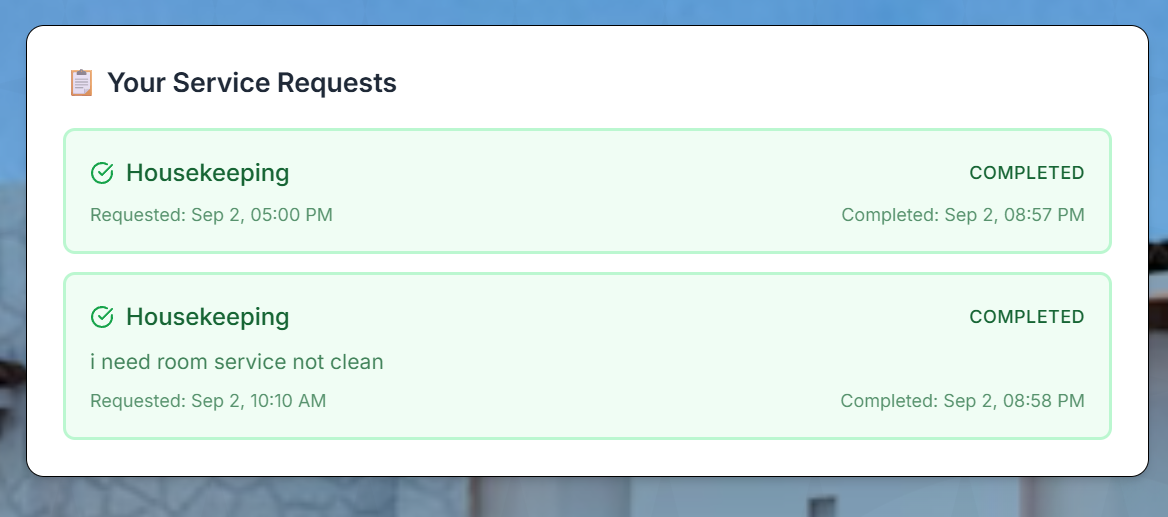 Your Service Requests
Housekeeping
COMPLETED
Requested: Sep 2, 05:00 PM
Completed: Sep 2, 08:57 PM
Housekeeping
COMPLETED
i need room service not clean
Requested: Sep 2, 10:10 AM
Completed: Sep 2, 08:58 PM